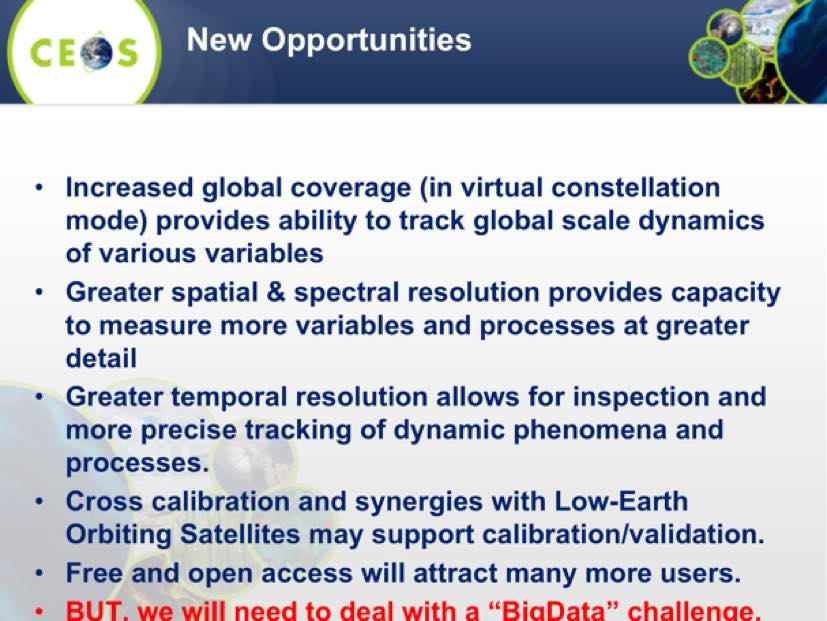 CEOS
New Opportunities
• Increased global coverage (in virtual constellation
mode) provides ability to track global scale dynamics
of various variables
• Greater spatial & spectral resolution provides capacity
to measure more variables and processes at greater
detail
• Greater temporal resolution allows for inspection and
more precise tracking of dynamic phenomena and
processes.
• Cross calibration and synergies with Low-Earth
Orbiting Satellites may support calibration/validation.
• Free and open access will attract many more users.
• BUT, we will need to deal with a “BigData” challenge.